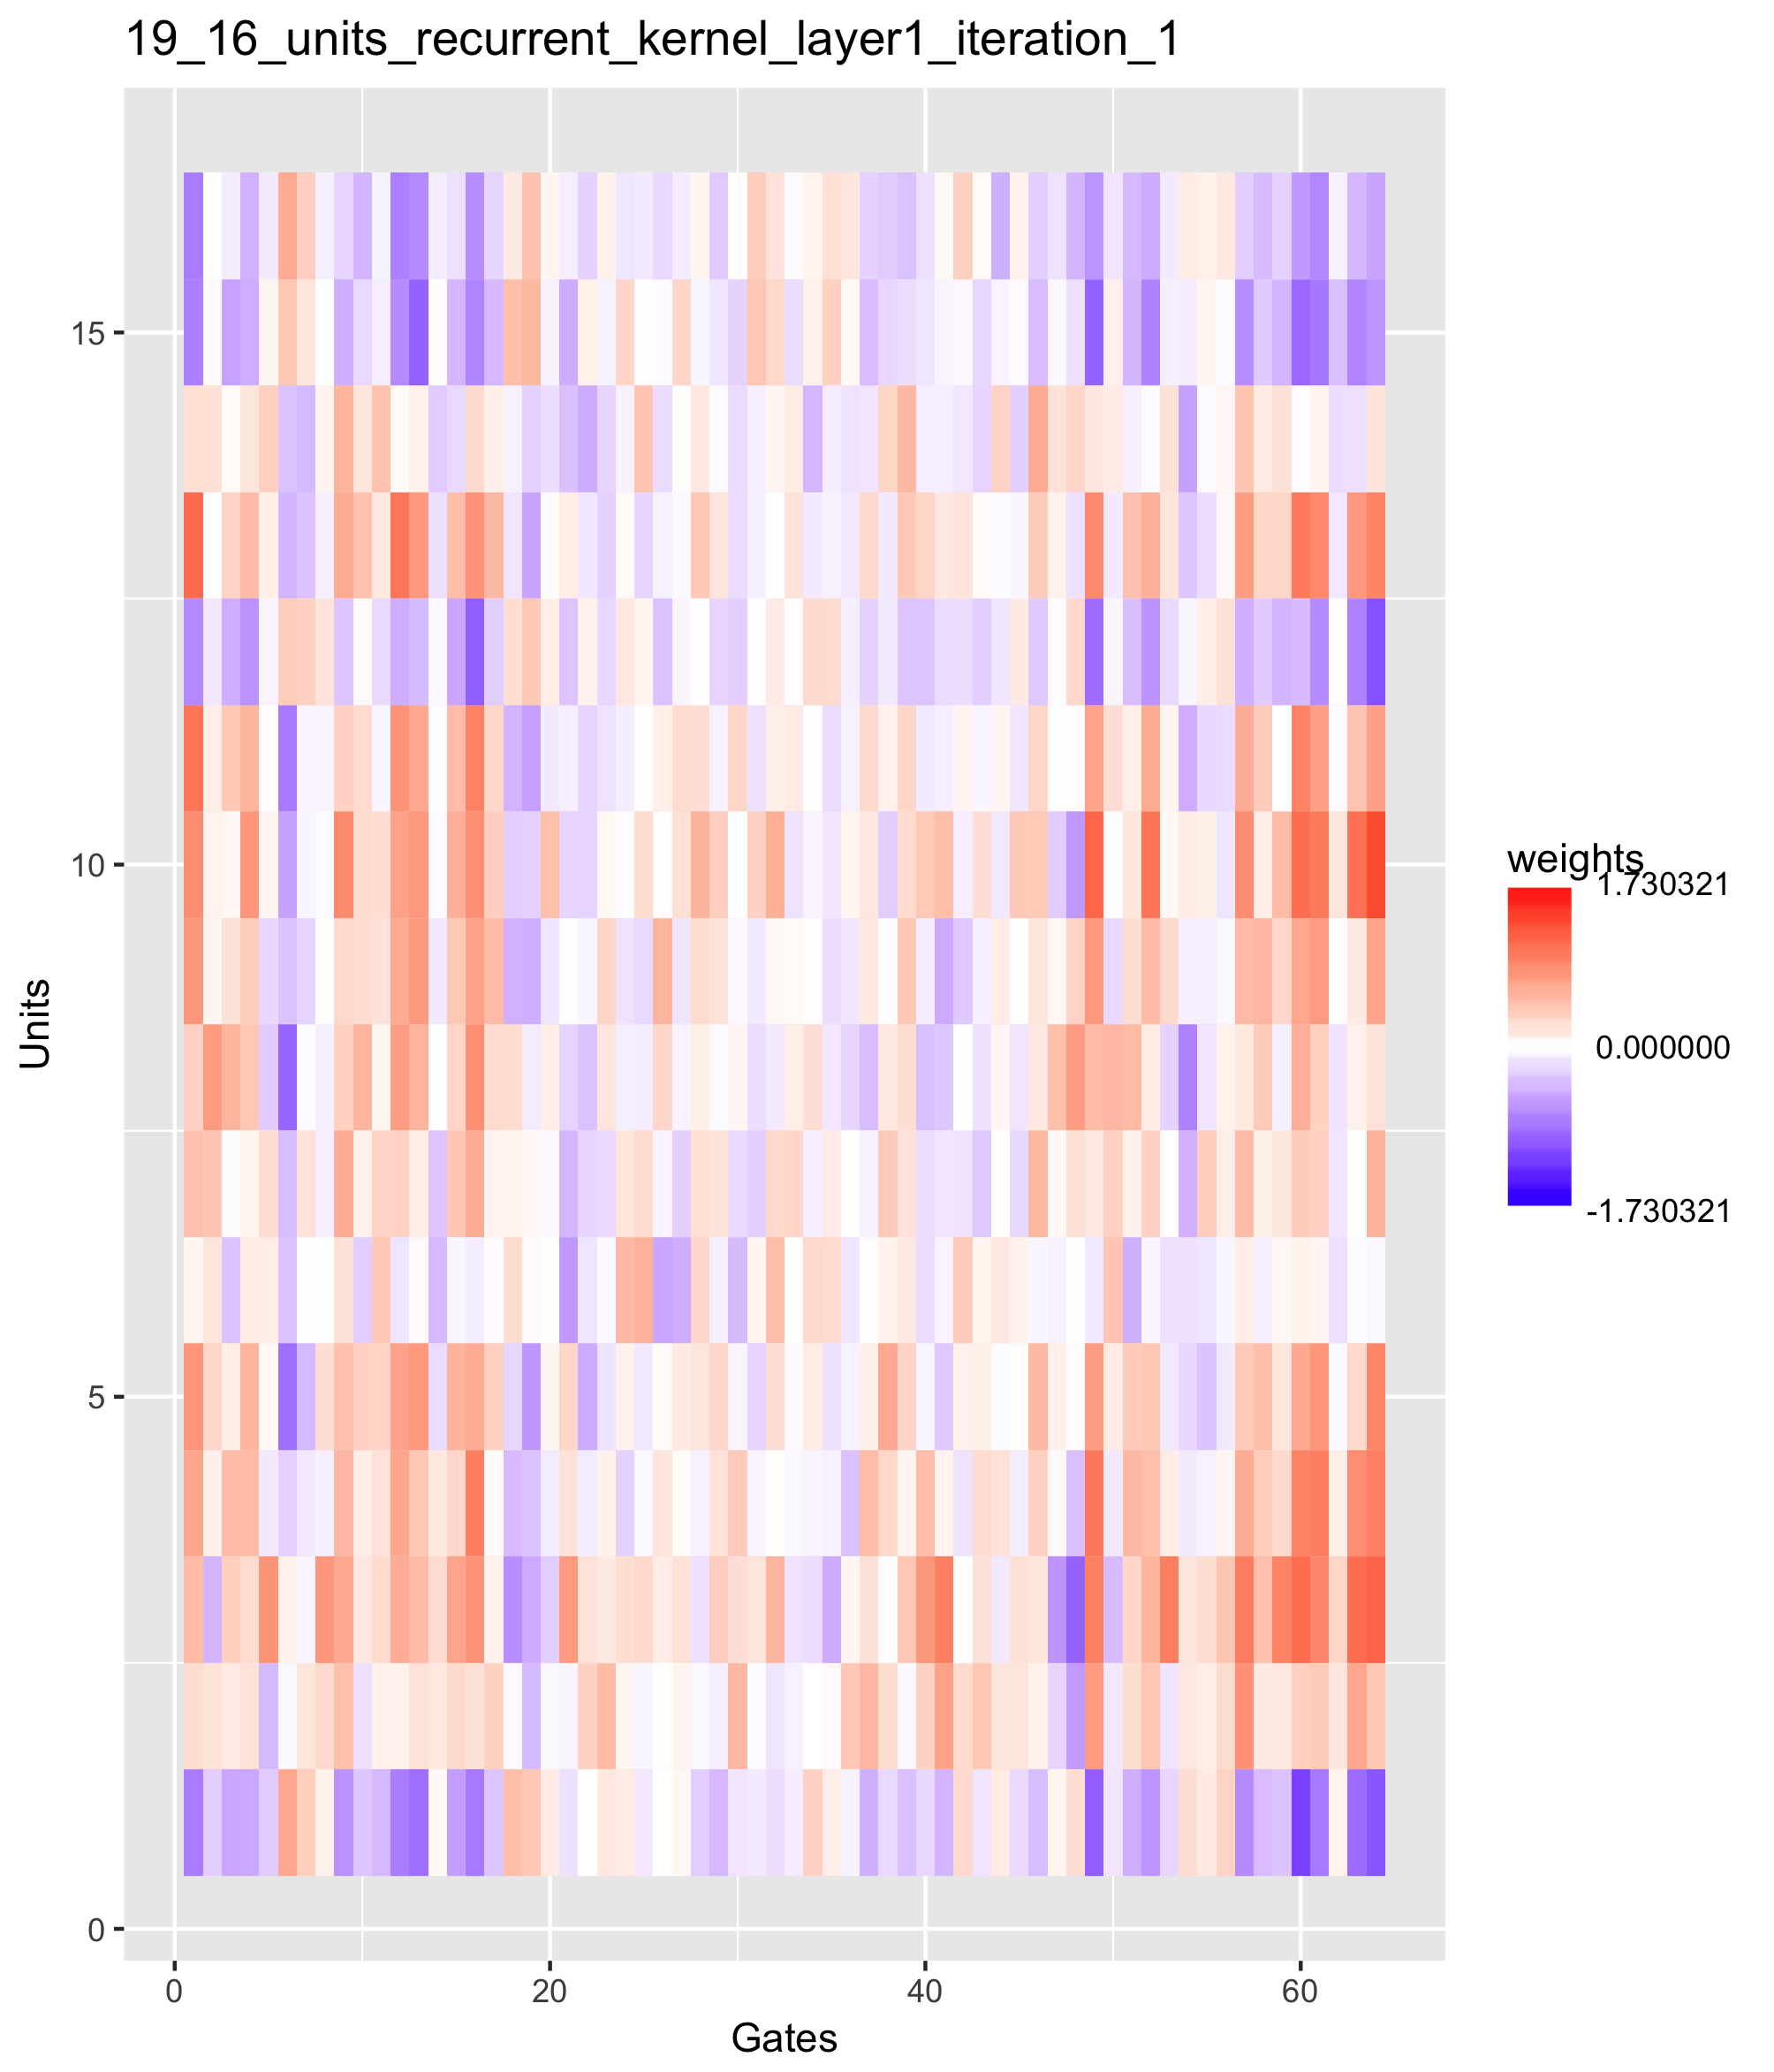 19_16_units_recurrent_kernel_layer1_iteration_1
15
10
5
0
Units
0 20 40 60
Gates
weights
1.730321
0.000000
-1.730321